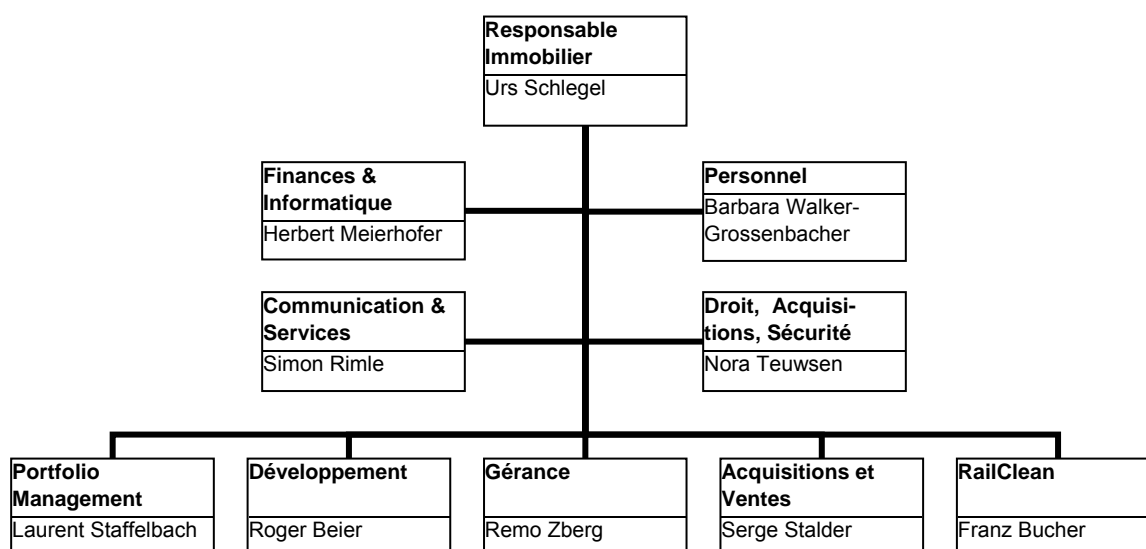 Responsable
Immobilier
Urs Schlegel
Finances &
Informatique
Herbert Meierhofer
Personnel
Barbara Walker-
Grossenbacher
Communication &
Services
Simon Rimle
Droit, Acquisi-
tions, Sécurité
Nora Teuwsen
Portfolio
Management
Laurent Staffelbach
Développement
Roger Beier
Gérance
Remo Zberg
Acquisitions et
Ventes
Serge Stalder
RailClean
Franz Bucher